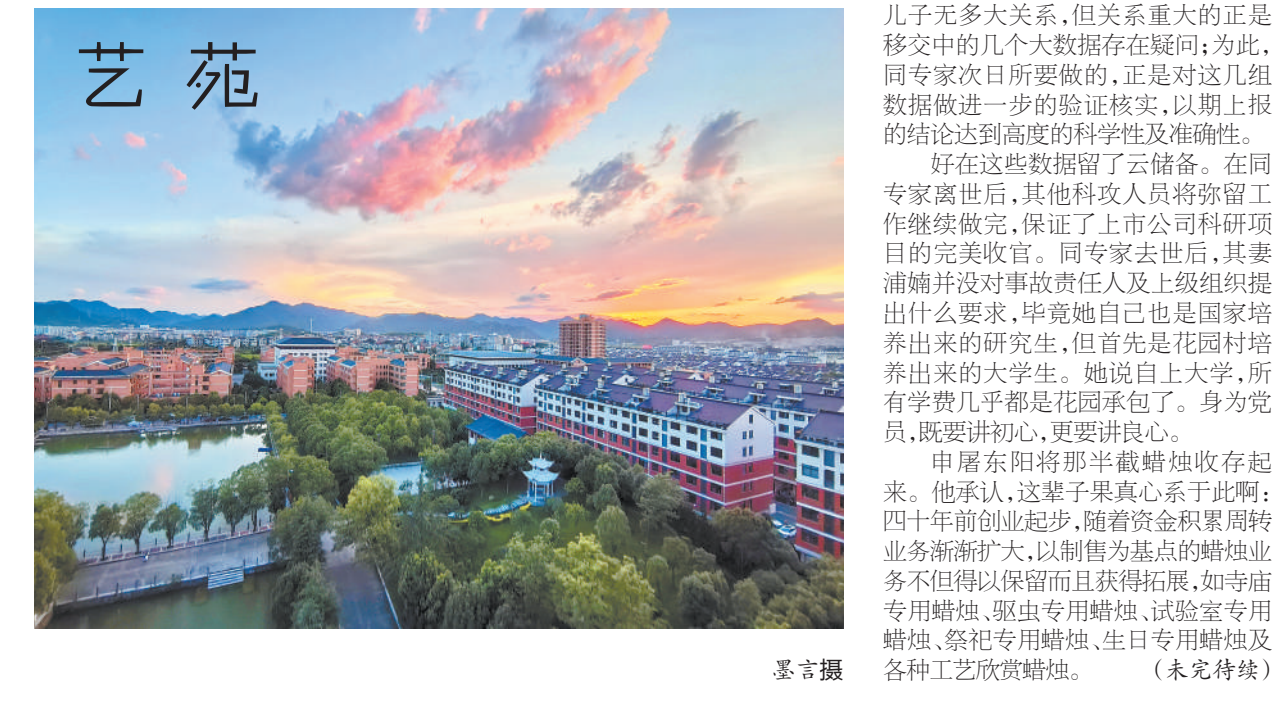 艺 苑
墨言摄
儿子无多大关系,但关系重大的正是
移交中的几个大数据存在疑问;为此,
同专家次日所要做的,正是对这几组
数据做进一步的验证核实,以期上报
的结论达到高度的科学性及准确性。
好在这些数据留了云储备。在同
专家离世后,其他科攻人员将弥留工
作继续做完,保证了上市公司科研项
目的完美收官。同专家去世后,其妻
浦婻并没对事故责任人及上级组织提
出什么要求,毕竟她自己也是国家培
养出来的研究生,但首先是花园村培
养出来的大学生。她说自上大学,所
有学费几乎都是花园承包了。身为党
员,既要讲初心,更要讲良心。
申屠东阳将那半截蜡烛收存起
来。他承认,这辈子果真心系于此啊:
四十年前创业起步,随着资金积累周转
业务渐渐扩大,以制售为基点的蜡烛业
务不但得以保留而且获得拓展,如寺庙
专用蜡烛、驱虫专用蜡烛、试验室专用
蜡烛、祭祀专用蜡烛、生日专用蜡烛及
各种工艺欣赏蜡烛。 (未完待续)